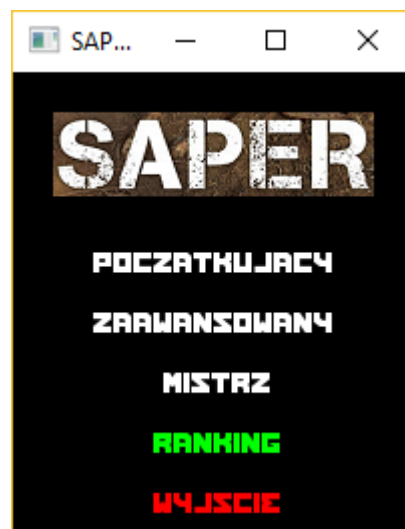 SAP...
SAPER
POCZATKUJACY
ZAAWANSOWANY
MISTRZ
RANKING
WYJSCIE